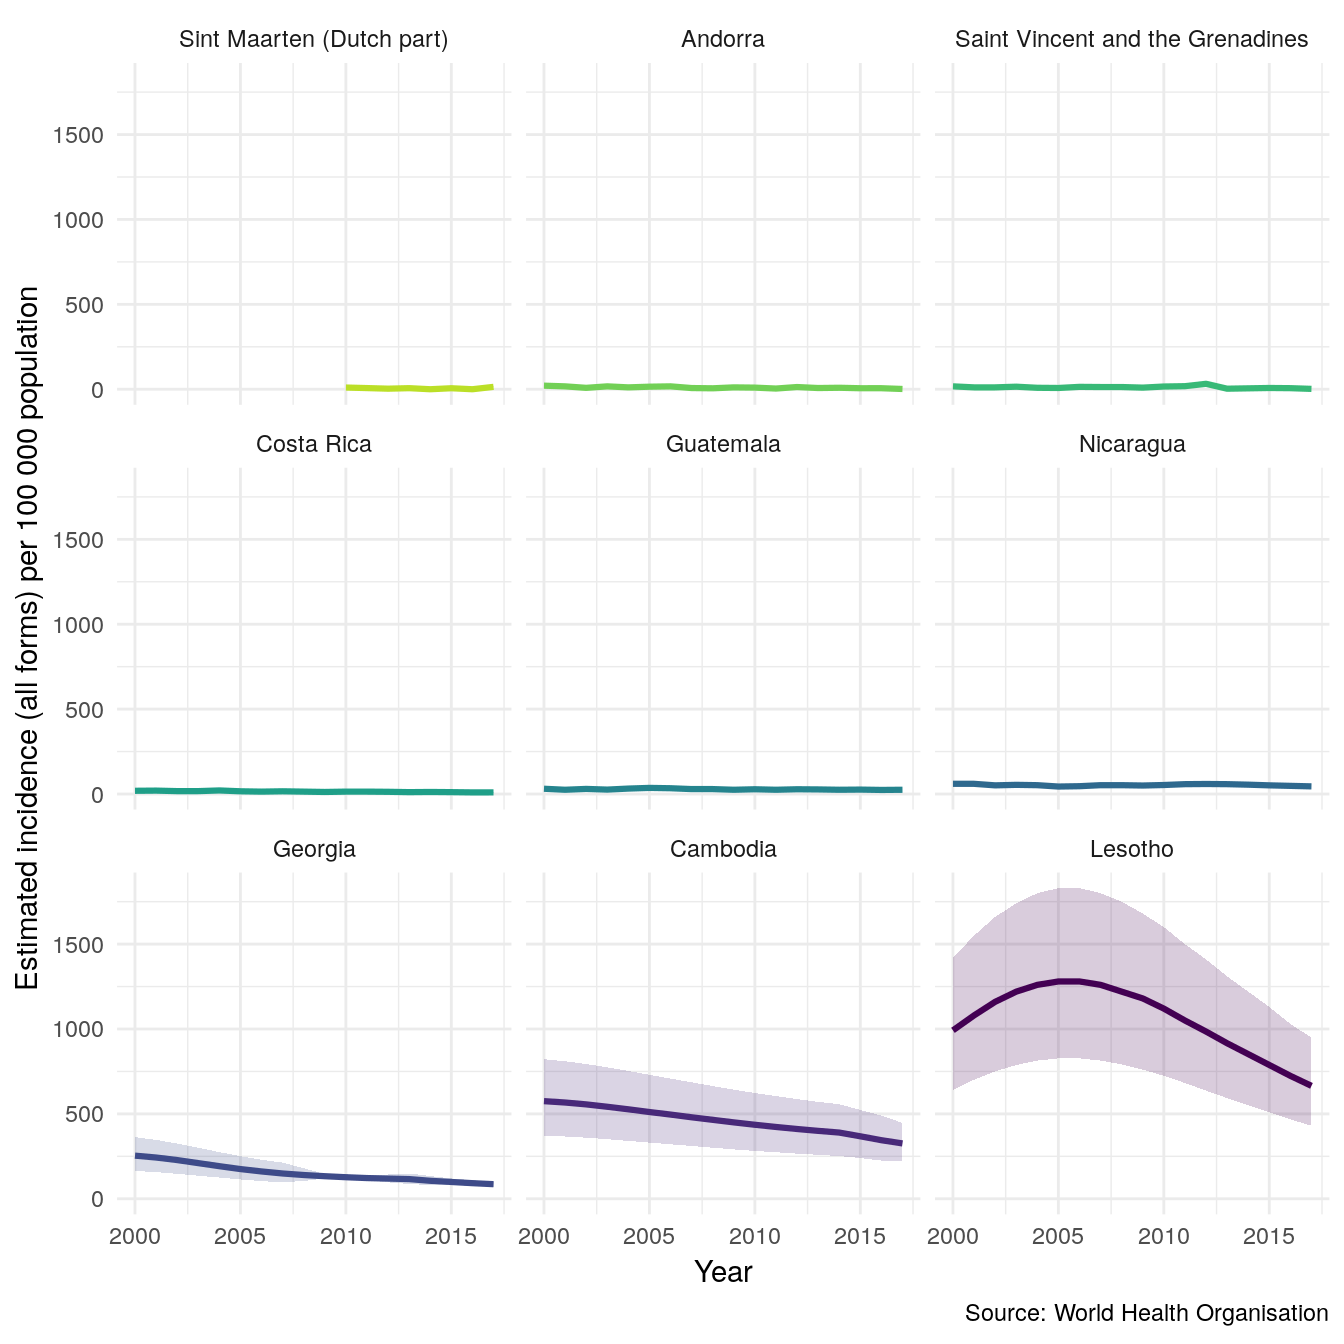 Sint Maarten (Dutch part)
Andorra
Saint Vincent and the Grenadines
1500
1000
500
0
Costa Rica
Guatemala
Nicaragua
1500
1000
500
0
Georgia
Cambodia
Lesotho
1500
1000
500
0
2000 2005 2010 2015
2000 2005 2010 2015
2000 2005 2010 2015
Estimated incidence (all forms) per 100 000 population
Year
Source: World Health Organisation